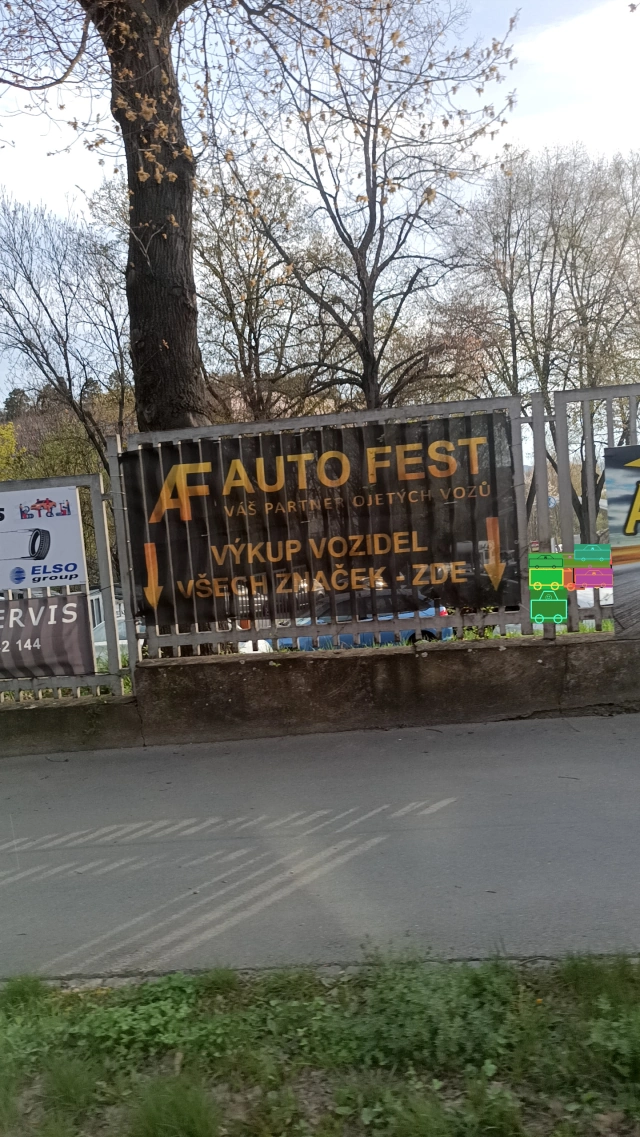 AF AUTO FEST
VÁŠ PARTNER OJETÝCH VOZŮ
VÝKUP VOZIDEL
VŠECH ZNAČEK - ZDE
ELSO
group
ERVIS
2 144